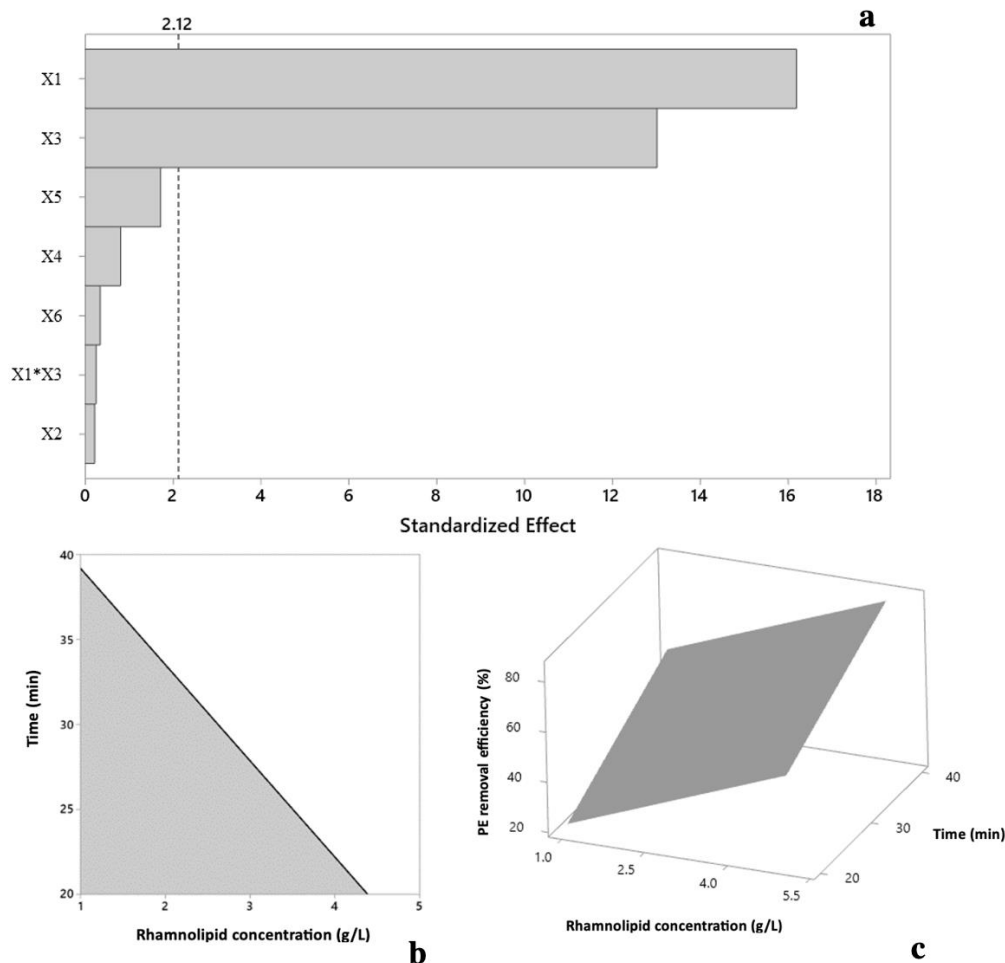 a
2.12
X1
X3
X5
X4
X6
X1*X3
X2
0 2 4 6 8 10 12 14 16 18
Standardized Effect
40
35
30
25
20
Time (min)
1 2 3 4 5
Rhamnolipid concentration (g/L)
b
PE removal efficiency (%)
80
60
40
20
1.0 2.5 4.0 5.5
Rhamnolipid concentration (g/L)
40
30
20
Time (min)
c